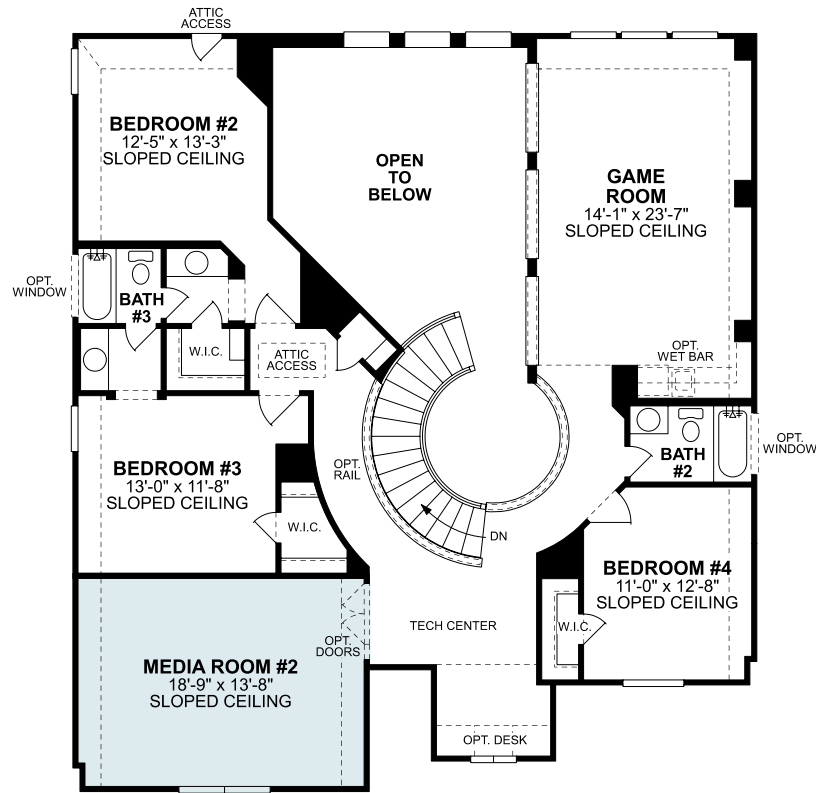 ATTIC
ACCESS
BEDROOM #2
12'-5" x 13'-3"
SLOPED CEILING
OPEN
TO
BELOW
GAME
ROOM
14'-1" x 23'-7"
SLOPED CEILING
OPT.
WINDOW
BATH
#3
W.I.C.
ATTIC
ACCESS
OPT.
WET BAR
OPT.
RAIL
BATH
#2
OPT.
WINDOW
BEDROOM #3
13'-0" x 11'-8"
SLOPED CEILING
W.I.C.
DN
BEDROOM #4
11'-0" x 12'-8"
SLOPED CEILING
W.I.C.
TECH CENTER
OPT.
DOORS
MEDIA ROOM #2
18'-9" x 13'-8"
SLOPED CEILING
OPT. DESK